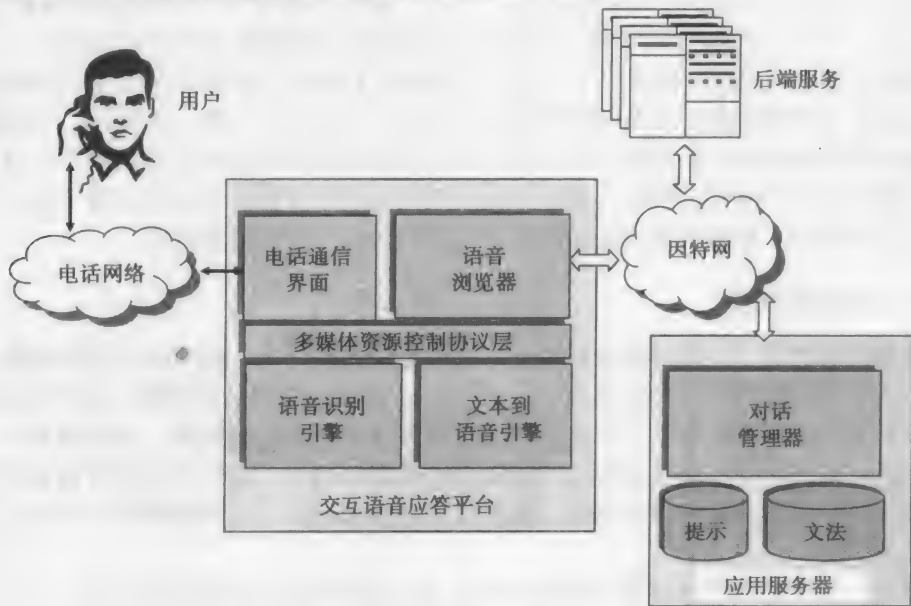 用户
后端服务
电话网络
电话通信
界面
语音
浏览器
因特网
多媒体资源控制协议层
语音识别
引擎
文本到
语音引擎
交互语音应答平台
对话
管理器
提示
文法
应用服务器